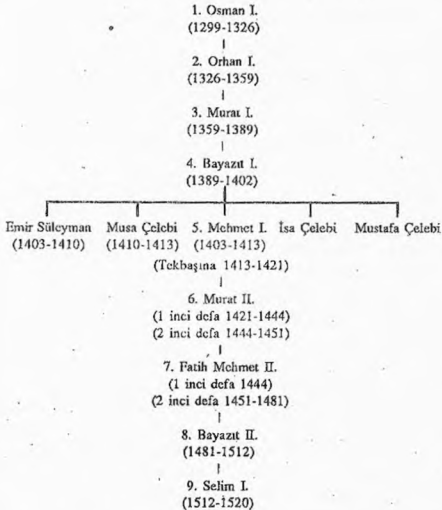 1. Osman I.
(1299-1326)
2. Orhan I.
(1326-1359)
3. Murat I.
(1359-1389)
4. Bayazıt I.
(1389-1402)
Emir Süleyman Musa Çelebi 5. Mehmet I. İsa Çelebi Mustafa Çelebi
(1403-1410) (1410-1413) (1403-1413)
(Tekbaşına 1413-1421)
6. Murat II.
(1 inci defa 1421-1444)
(2 inci defa 1444-1451)
7. Fatih Mehmet II.
(1 inci defa 1444)
(2 inci defa 1451-1481)
8. Bayazıt II.
(1481-1512)
9. Selim I.
(1512-1520)